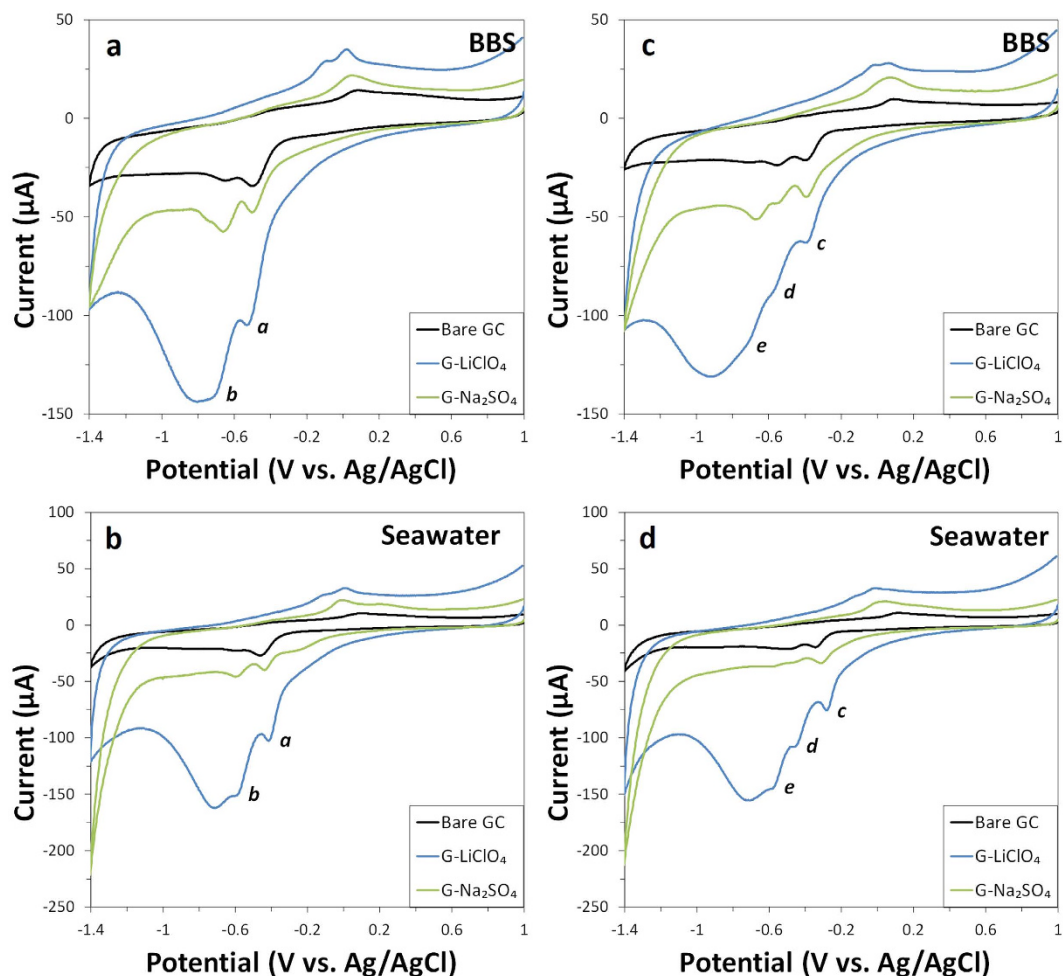 a
BBS
50
0
-50
-100
-150
Current (µA)
a
b
Bare GC
G-LiClO₄
G-Na₂SO₄
-1.4 -1 -0.6 -0.2 0.2 0.6 1
Potential (V vs. Ag/AgCl)
c
BBS
50
0
-50
-100
-150
Current (µA)
c
d
e
Bare GC
G-LiClO₄
G-Na₂SO₄
-1.4 -1 -0.6 -0.2 0.2 0.6 1
Potential (V vs. Ag/AgCl)
b
Seawater
100
50
0
-50
-100
-150
-200
-250
Current (µA)
a
b
Bare GC
G-LiClO₄
G-Na₂SO₄
-1.4 -1 -0.6 -0.2 0.2 0.6 1
Potential (V vs. Ag/AgCl)
d
Seawater
100
50
0
-50
-100
-150
-200
-250
Current (µA)
c
d
e
Bare GC
G-LiClO₄
G-Na₂SO₄
-1.4 -1 -0.6 -0.2 0.2 0.6 1
Potential (V vs. Ag/AgCl)